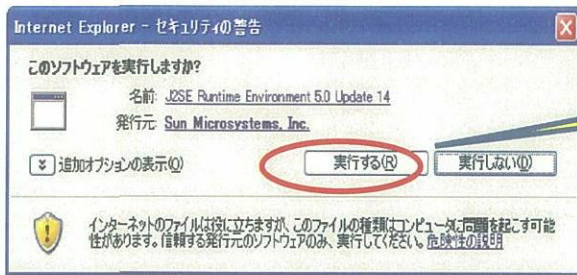 Internet Explorer - セキュリティの警告
このソフトウェアを実行しますか?
名前: J2SE Runtime Environment 5.0 Update 14
発行元: Sun Microsystems, Inc.
追加オプションの表示(O) 実行する(R) 実行しない(D)
インターネットのファイルは役に立ちますが、このファイルの種類はコンピュータに問題を起こす可能
性があります。信頼する発行元のソフトウェアのみ、実行してください。危険性の説明